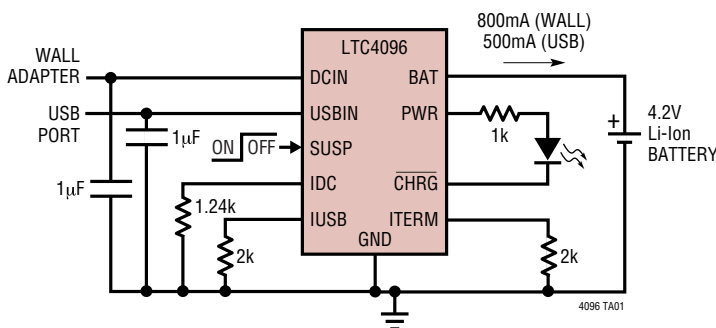 800mA (WALL)
500mA (USB)
WALL
ADAPTER
USB
PORT
1µF
1µF
LTC4096
DCIN
BAT
USBIN
PWR
ON
OFF
SUSP
IDC
CHRG
IUSB
ITERM
GND
1.24k
2k
1k
2k
+
4.2V
Li-Ion
BATTERY
4096 TA01